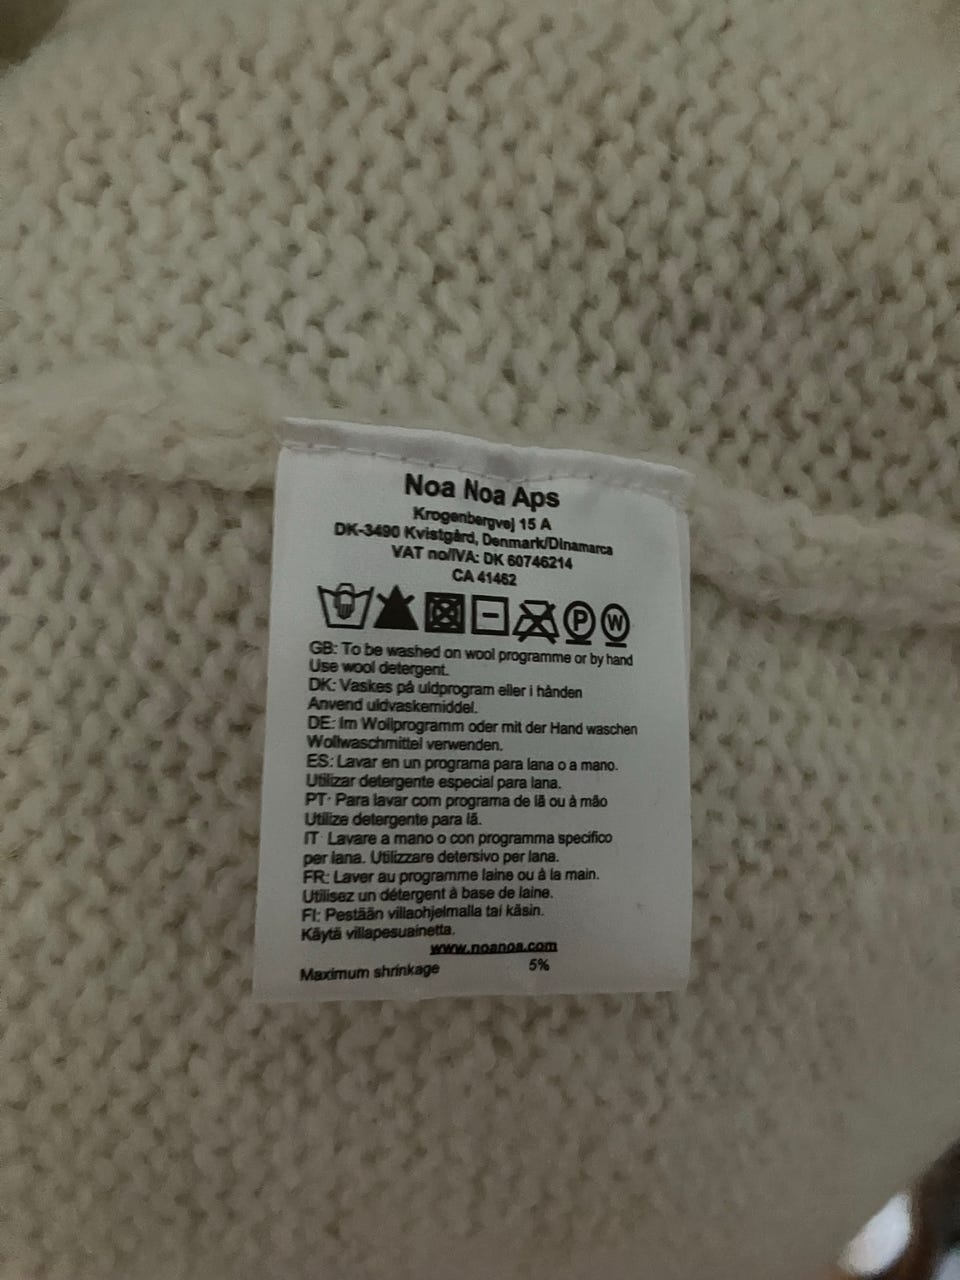 Noa Noa Aps
Krogenbergvej 15 A
DK-3490 Kvistgård, Denmark/Dinamarca
VAT no/IVA: DK 60746214
CA 41462
P W
GB: To be washed on wool programme or by hand
Use wool detergent.
DK: Vaskes på uldprogram eller i hånden
Anvend uldvaskemiddel.
DE: Im Wollprogramm oder mit der Hand waschen
Wollwaschmittel verwenden.
ES: Lavar en un programa para lana o a mano.
Utilizar detergente especial para lana.
PT: Para lavar com programa de lã ou à mão
Utilize detergente para lã.
IT: Lavare a mano o con programma specifico
per lana. Utilizzare detersivo per lana.
FR: Laver au programme laine ou à la main.
Utilisez un détergent à base de laine.
FI: Pestään villaohjelmalla tai käsin.
Käytä villapesuainetta.
www.noanoa.com
Maximum shrinkage 5%